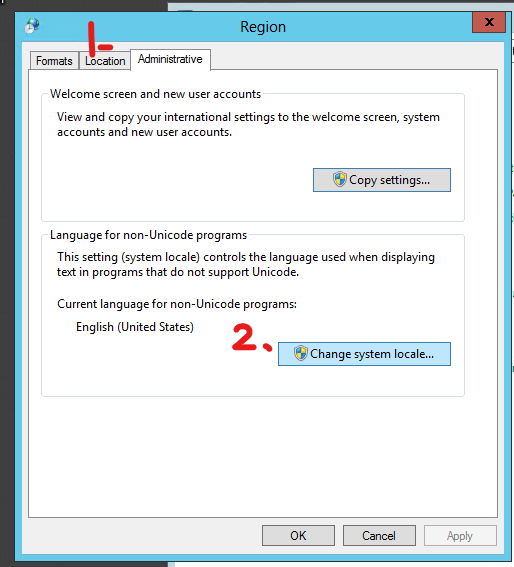 Region
x
1-
Formats
Location
Administrative
Welcome screen and new user accounts
View and copy your international settings to the welcome screen, system
accounts and new user accounts.
Copy settings...
Language for non-Unicode programs
This setting (system locale) controls the language used when displaying
text in programs that do not support Unicode.
Current language for non-Unicode programs:
English (United States)
2.
Change system locale...
OK
Cancel
Apply